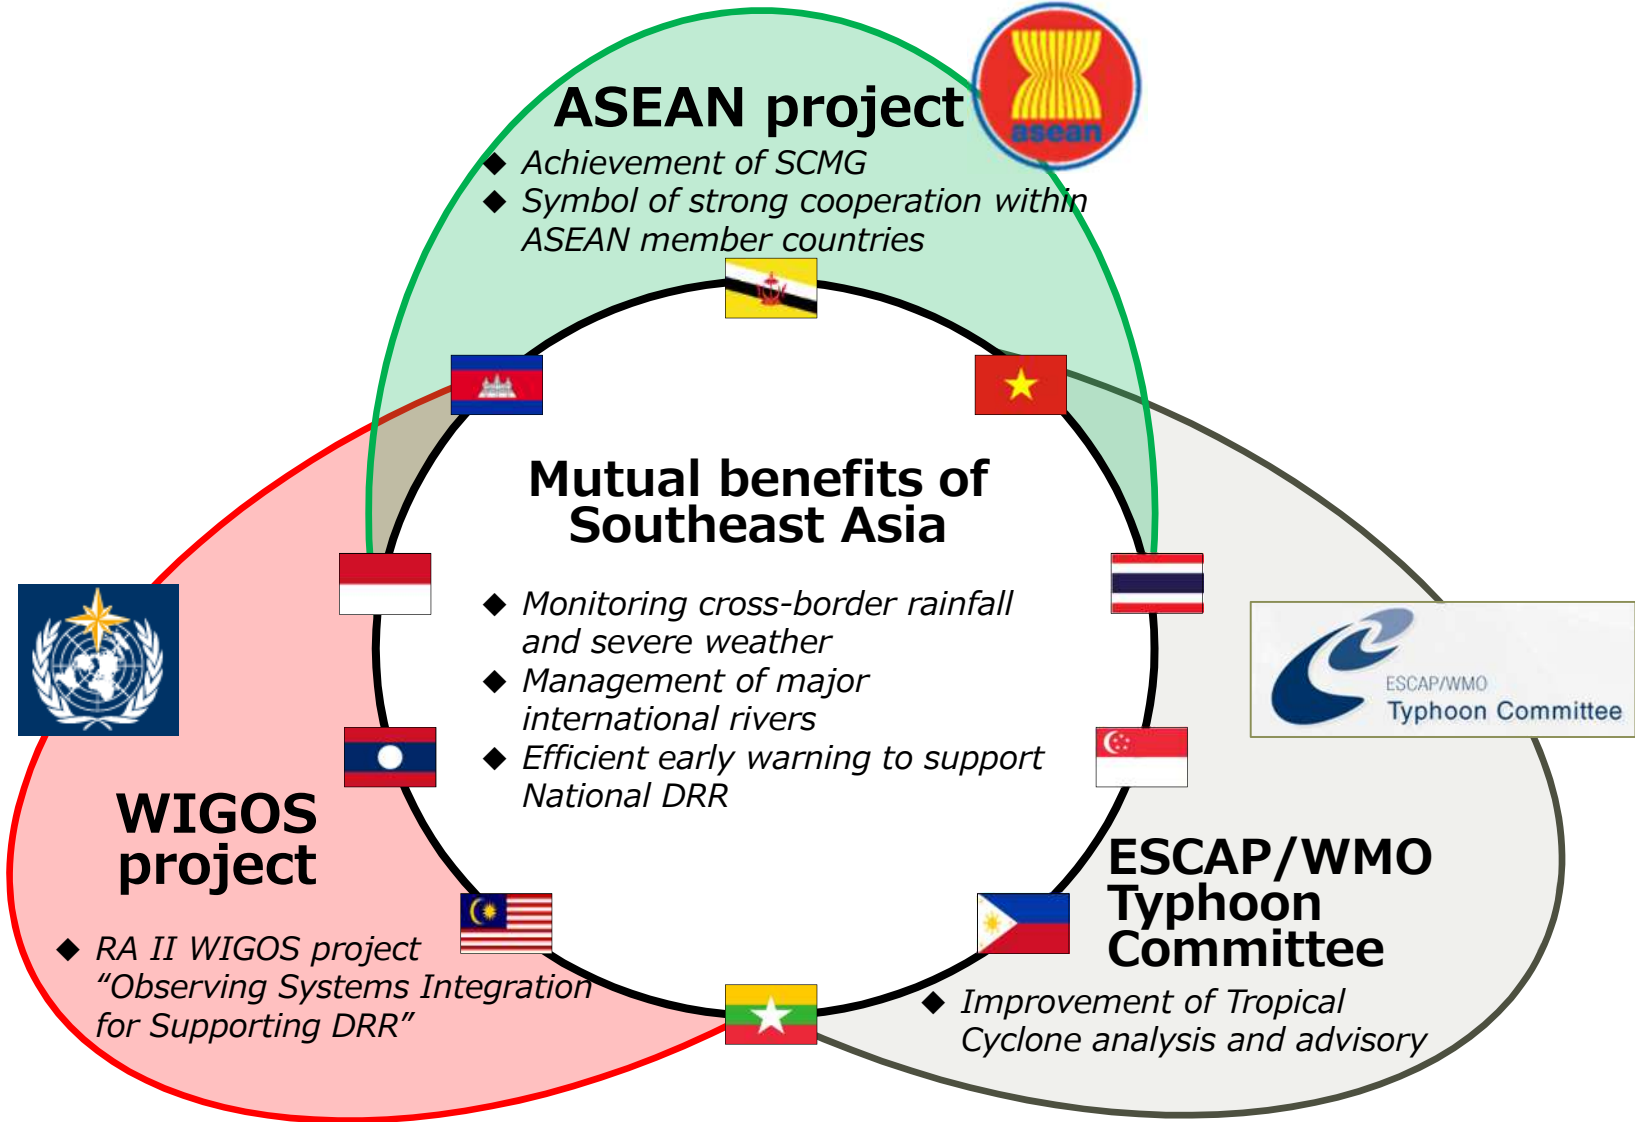 ASEAN project
asean
◆ Achievement of SCMG
◆ Symbol of strong cooperation within
ASEAN member countries
Mutual benefits of
Southeast Asia
◆ Monitoring cross-border rainfall
and severe weather
◆ Management of major
international rivers
◆ Efficient early warning to support
National DRR
ESCAP/WMO
Typhoon Committee
WIGOS
project
◆ RA II WIGOS project
“Observing Systems Integration
for Supporting DRR”
ESCAP/WMO
Typhoon
Committee
◆ Improvement of Tropical
Cyclone analysis and advisory